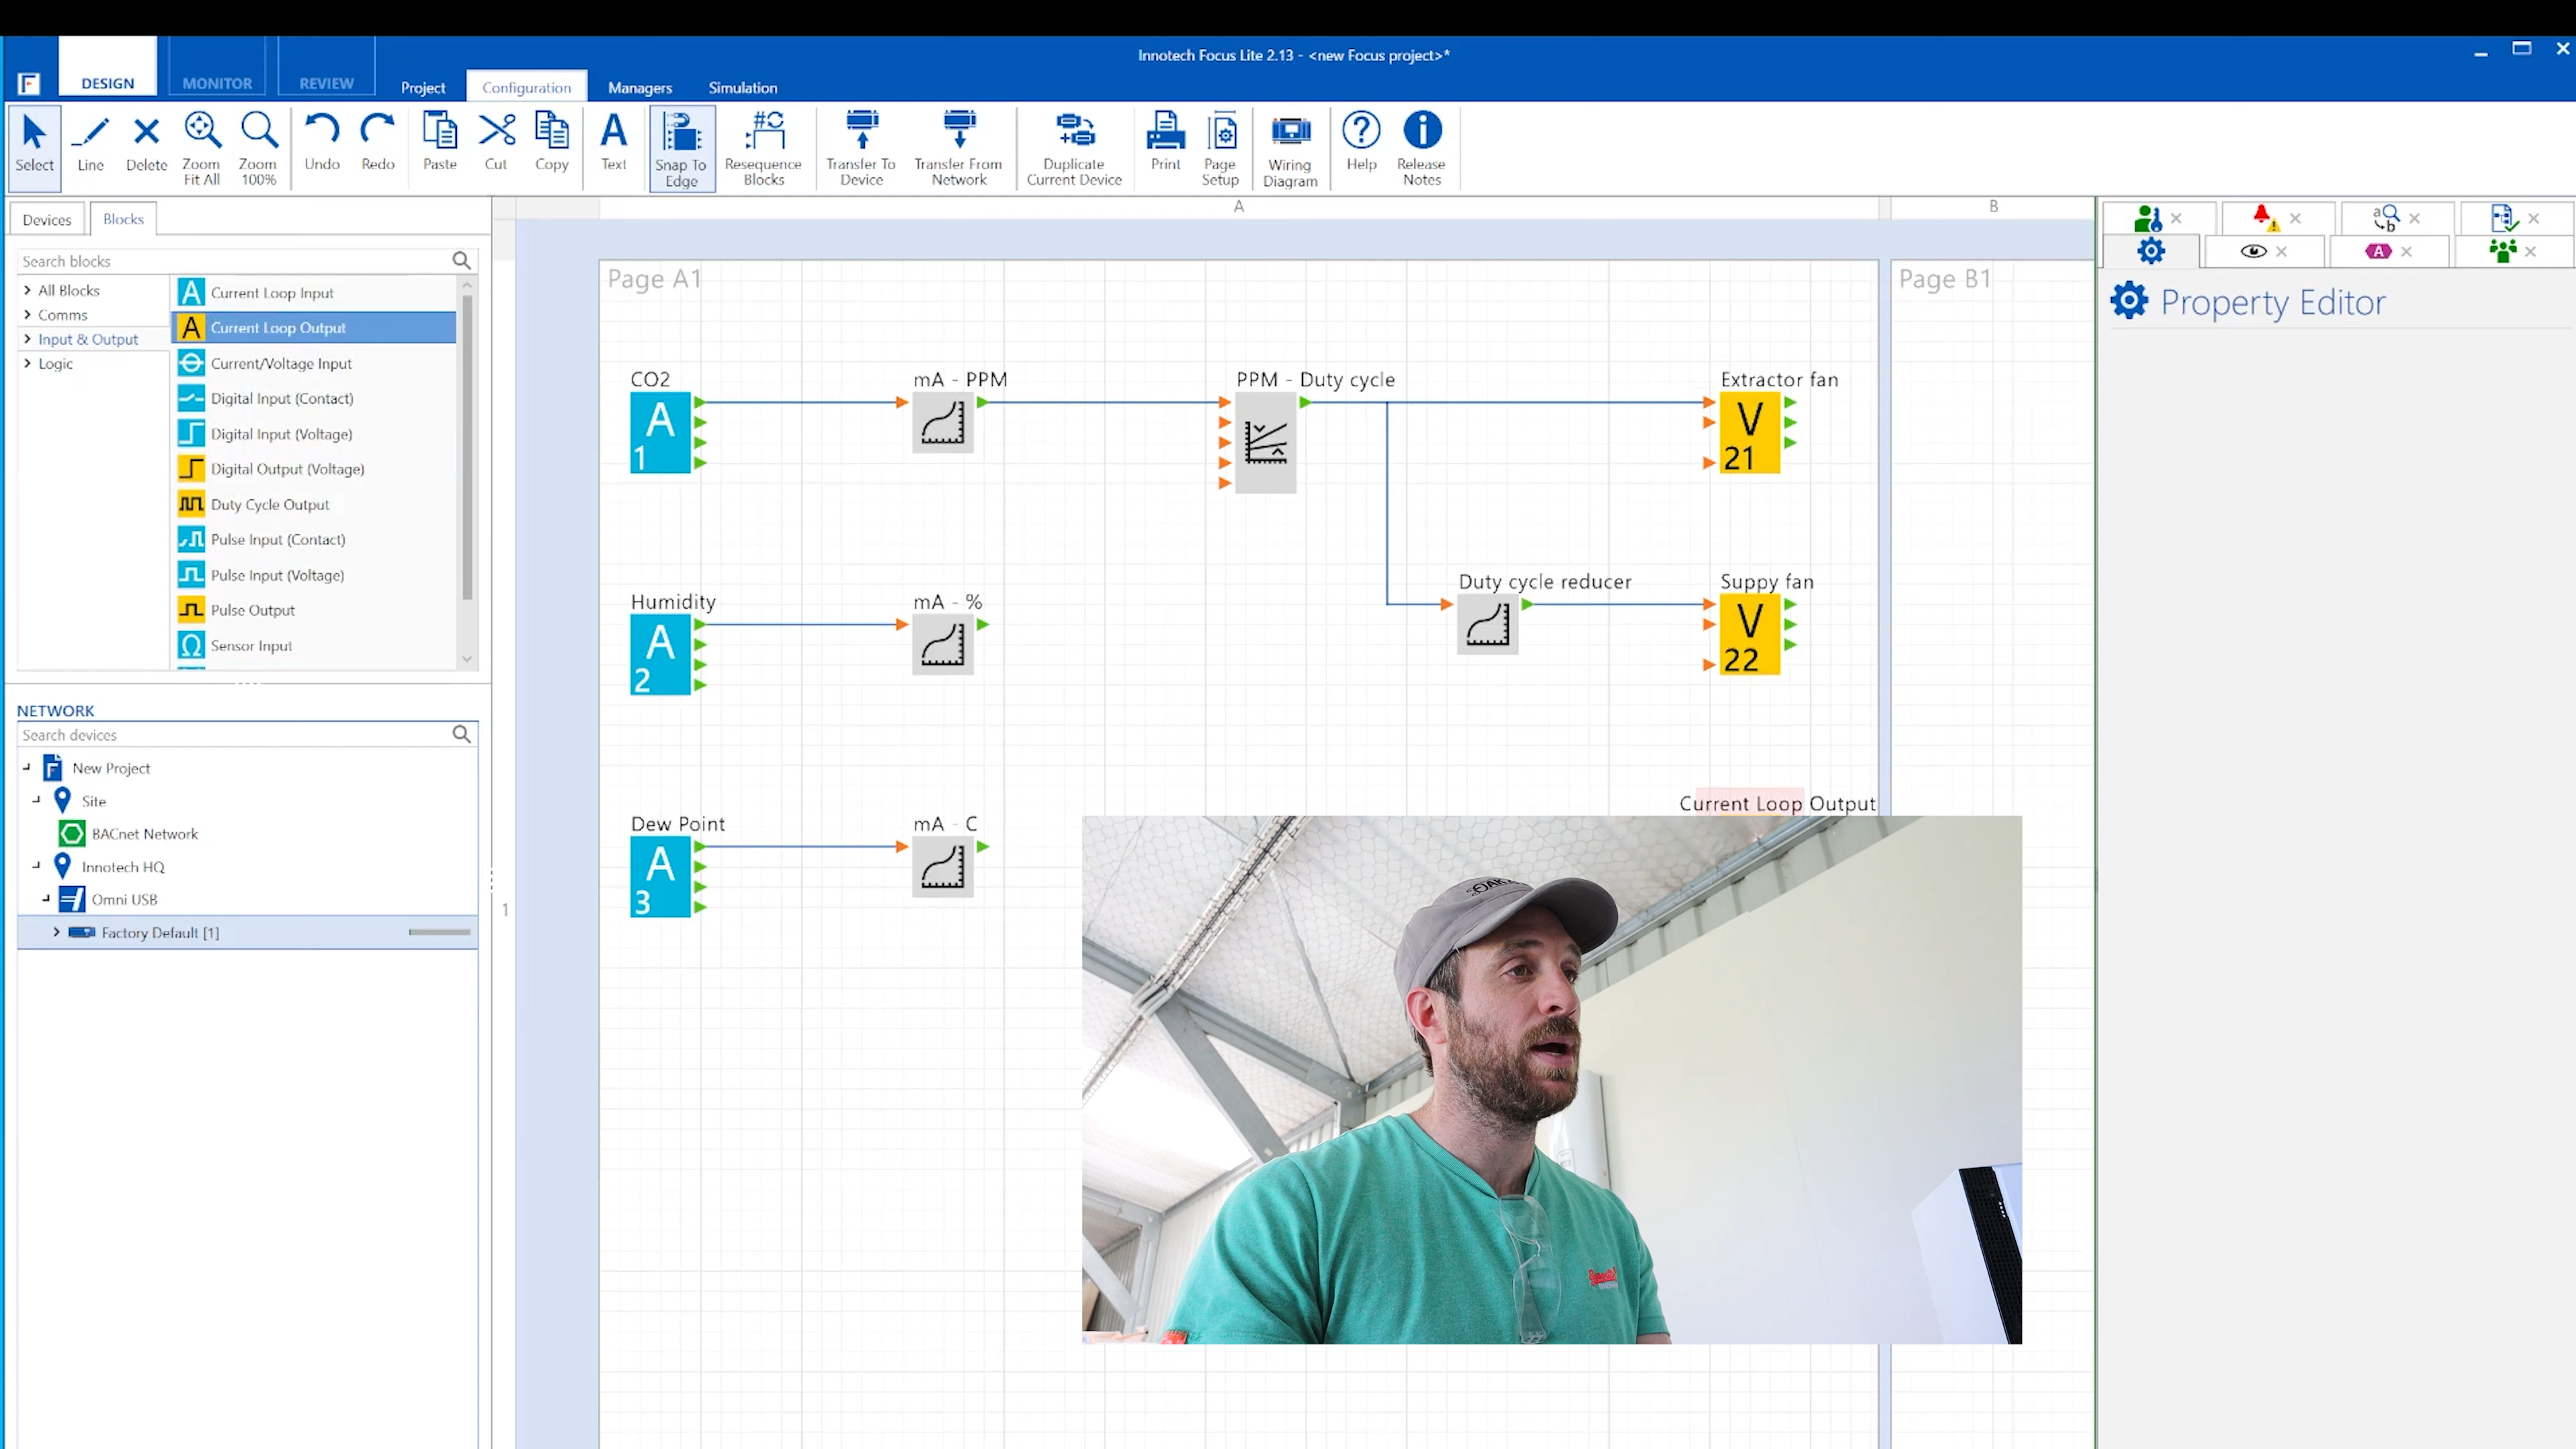 Innotech Focus Lite 2.13 - <new Focus project>*
F DESIGN MONITOR REVIEW Project Configuration Managers Simulation
Select Line Delete Zoom Fit All Zoom 100% Undo Redo Paste Cut Copy Text Snap To Edge Resequence Blocks Transfer To Device Transfer From Network Duplicate Current Device Print Page Setup Wiring Diagram Help Release Notes
Devices Blocks
Search blocks
All Blocks
Comms
Input & Output
Logic
A Current Loop Input
A Current Loop Output
Current/Voltage Input
Digital Input (Contact)
Digital Input (Voltage)
Digital Output (Voltage)
Duty Cycle Output
Pulse Input (Contact)
Pulse Input (Voltage)
Pulse Output
Ω Sensor Input
NETWORK
Search devices
F New Project
Site
BACnet Network
Innotech HQ
Omni USB
Factory Default [1]
A B
1
Page A1 Page B1
CO2 mA - PPM PPM - Duty cycle Extractor fan
A 1
V 21
Duty cycle reducer Suppy fan
V 22
Humidity mA - %
A 2
Current Loop Output
Dew Point mA - C
A 3
a b
A
Property Editor